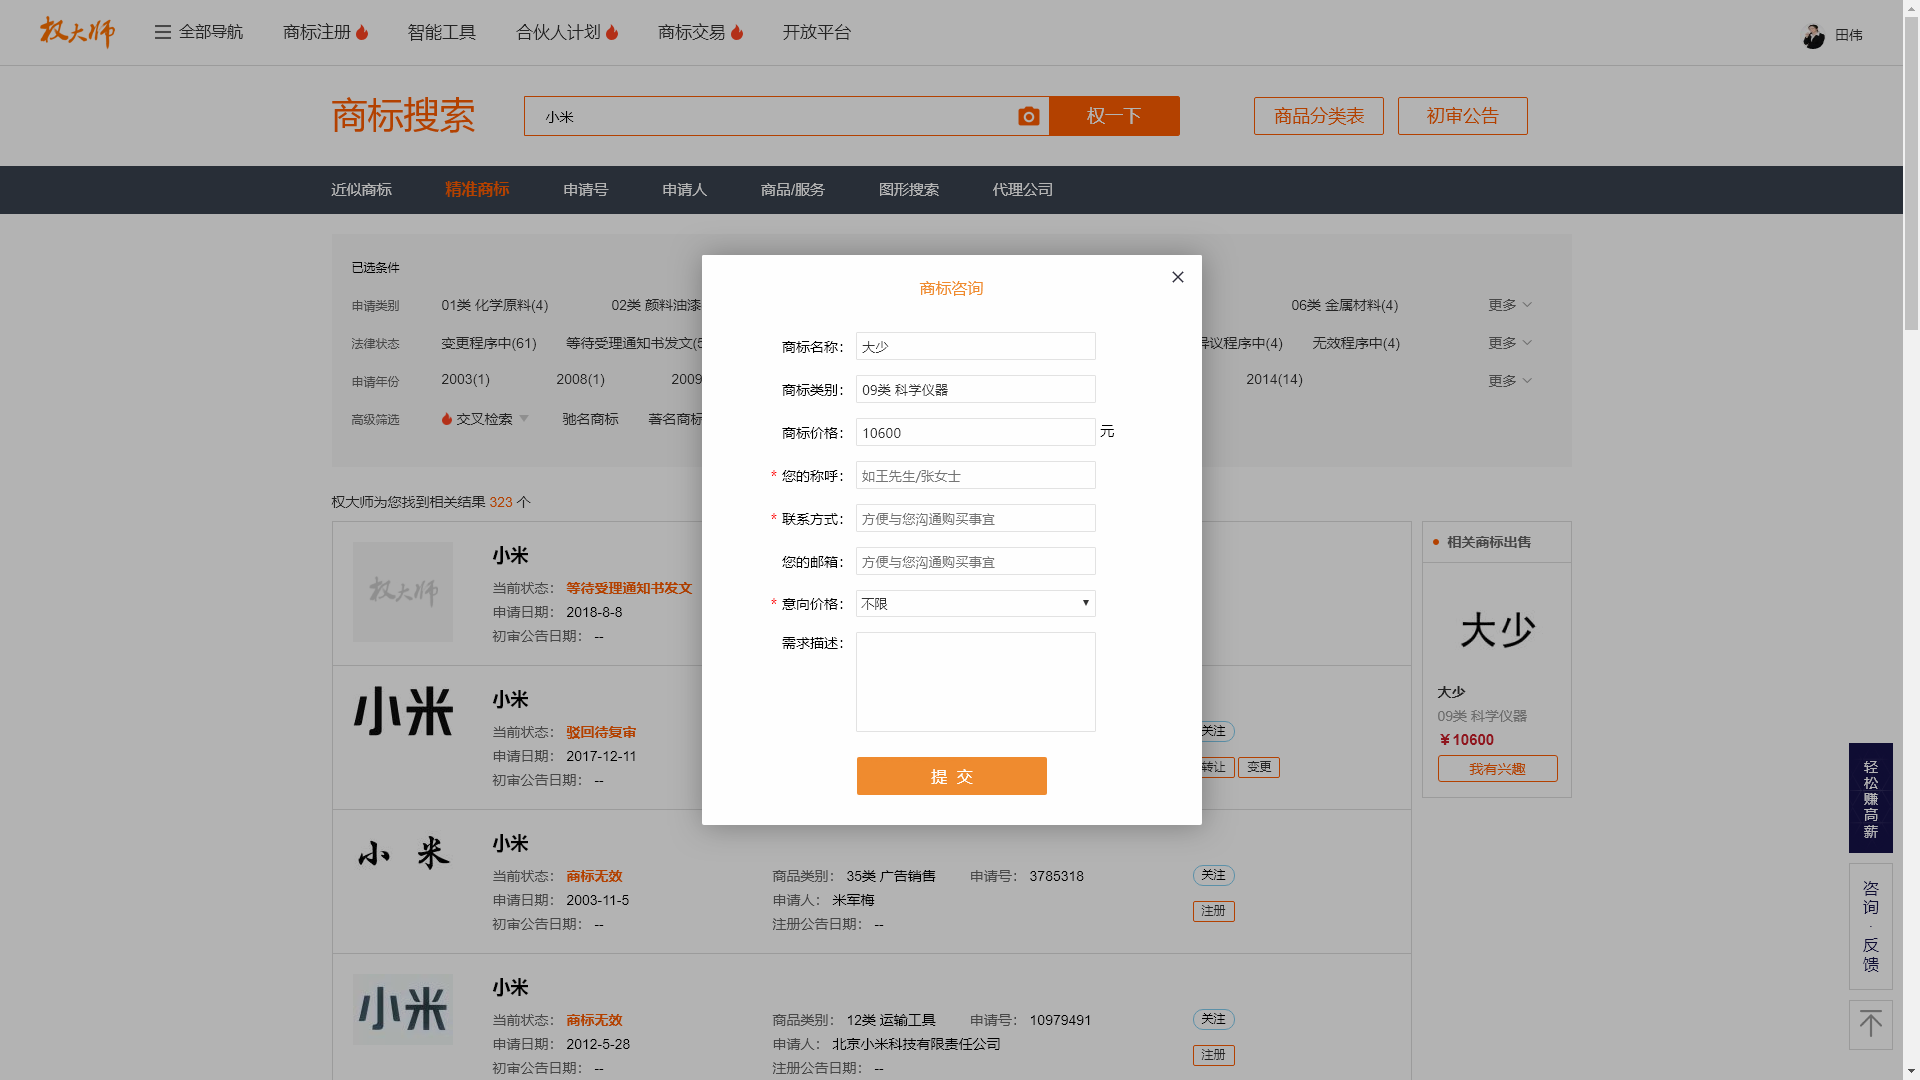 权大师 全部导航 商标注册 智能工具 合伙人计划 商标交易 开放平台 田伟
商标搜索 小米 权一下 商品分类表 初审公告
近似商标 精准商标 申请号 申请人 商品/服务 图形搜索 代理公司
已选条件
申请类别 01类 化学原料(4) 02类 颜料油漆 06类 金属材料(4) 更多
法律状态 变更程序中(61) 等待受理通知书发文 异议程序中(4) 无效程序中(4) 更多
申请年份 2003(1) 2008(1) 2009 2014(14) 更多
高级筛选 交叉检索 驰名商标 著名商标
权大师为您找到相关结果 323 个
商标咨询
商标名称： 大少
商标类别： 09类 科学仪器
商标价格： 10600 元
* 您的称呼： 如王先生/张女士
* 联系方式： 方便与您沟通购买事宜
您的邮箱： 方便与您沟通购买事宜
* 意向价格： 不限
需求描述：
提 交
权大师
小米
当前状态： 等待受理通知书发文
申请日期： 2018-8-8
初审公告日期： --
小米
小米
当前状态： 驳回待复审
申请日期： 2017-12-11
初审公告日期： --
关注
转让 变更
小 米
小米
当前状态： 商标无效 商品类别： 35类 广告销售 申请号： 3785318 关注
申请日期： 2003-11-5 申请人： 米军梅
初审公告日期： -- 注册公告日期： --
注册
小米
小米
当前状态： 商标无效 商品类别： 12类 运输工具 申请号： 10979491 关注
申请日期： 2012-5-28 申请人： 北京小米科技有限责任公司
初审公告日期： -- 注册公告日期： --
注册
相关商标出售
大少
大少
09类 科学仪器
¥10600
我有兴趣
轻松赚高薪
咨询·反馈